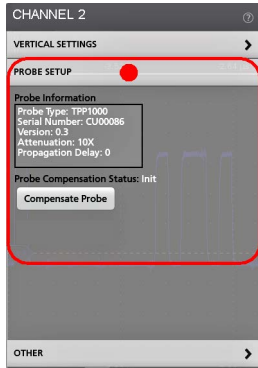 CHANNEL 2
VERTICAL SETTINGS
PROBE SETUP
Probe Information
Probe Type: TPP1000
Serial Number: CU00086
Version: 0.3
Attenuation: 10X
Propagation Delay: 0
Probe Compensation Status: Init
Compensate Probe
OTHER